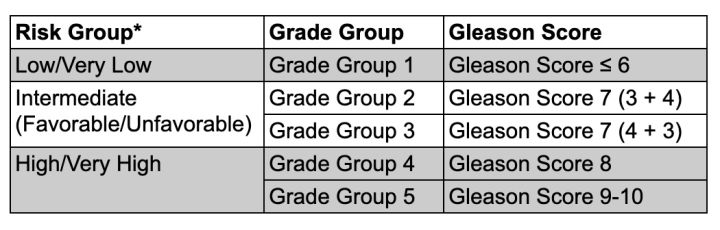 Risk Group* Grade Group Gleason Score
Low/Very Low Grade Group 1 Gleason Score ≤ 6
Intermediate Grade Group 2 Gleason Score 7 (3 + 4)
(Favorable/Unfavorable) Grade Group 3 Gleason Score 7 (4 + 3)
High/Very High Grade Group 4 Gleason Score 8
Grade Group 5 Gleason Score 9-10